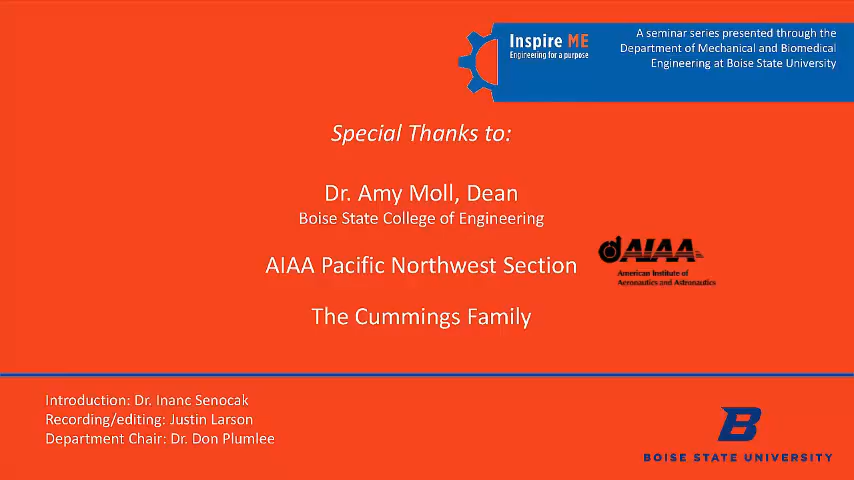 Inspire ME
Engineering for a purpose
A seminar series presented through the
Department of Mechanical and Biomedical
Engineering at Boise State University
Special Thanks to:
Dr. Amy Moll, Dean
Boise State College of Engineering
AIAA Pacific Northwest Section
AIAA
American Institute of
Aeronautics and Astronautics
The Cummings Family
Introduction: Dr. Inanc Senocak
Recording/editing: Justin Larson
Department Chair: Dr. Don Plumlee
B
BOISE STATE UNIVERSITY